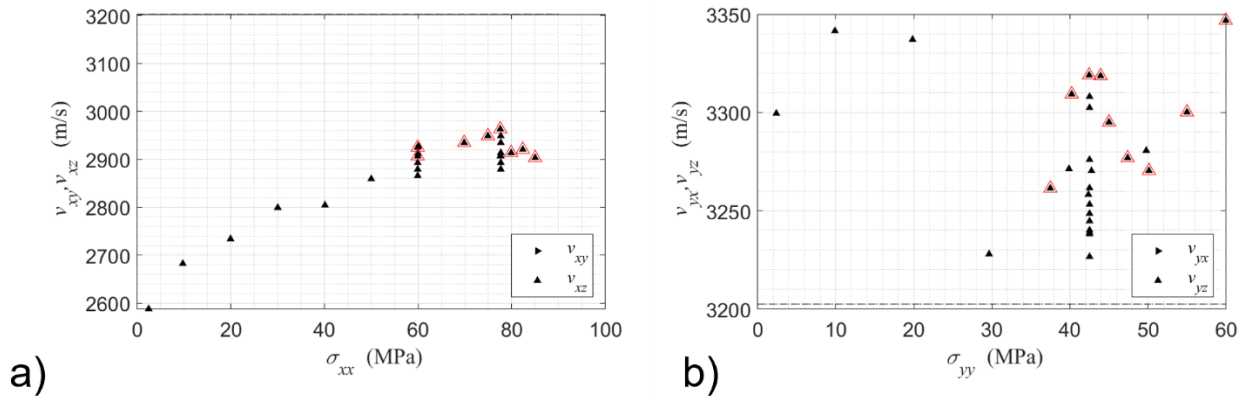 3200
3100
3000
2900
2800
2700
2600
v_xy, v_xz (m/s)
v_xy
v_xz
0 20 40 60 80 100
σ_xx (MPa)
a)
3350
3300
3250
3200
v_yx, v_yz (m/s)
v_yx
v_yz
0 10 20 30 40 50 60
σ_yy (MPa)
b)